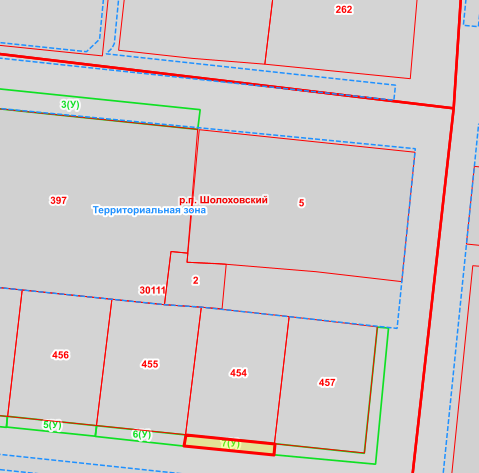 262
3(У)
р.п. Шолоховский
397
5
Территориальная зона
2
30111
454
456
455
457
5(У)
6(У)
7(У)